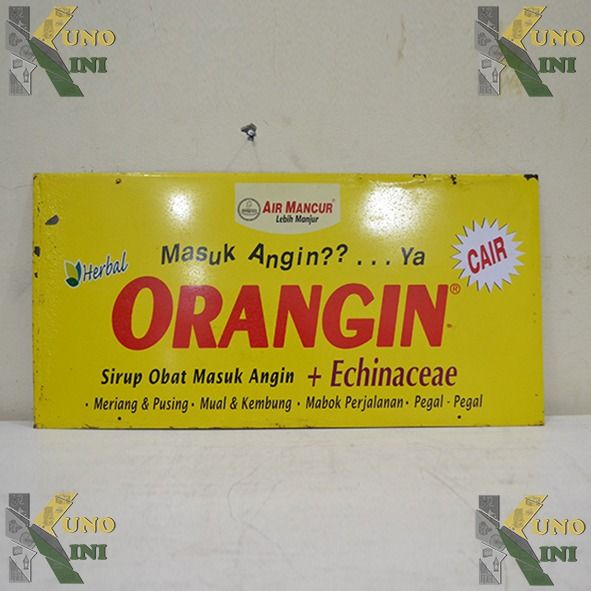 KUNO
KINI
KUNO
KINI
AIR MANCUR®
Lebih Manjur
Masuk Angin??...Ya
Herbal
CAIR
ORANGIN®
Sirup Obat Masuk Angin + Echinaceae
• Meriang & Pusing • Mual & Kembung • Mabok Perjalanan • Pegal - Pegal
KUNO
KINI
KUNO
KINI